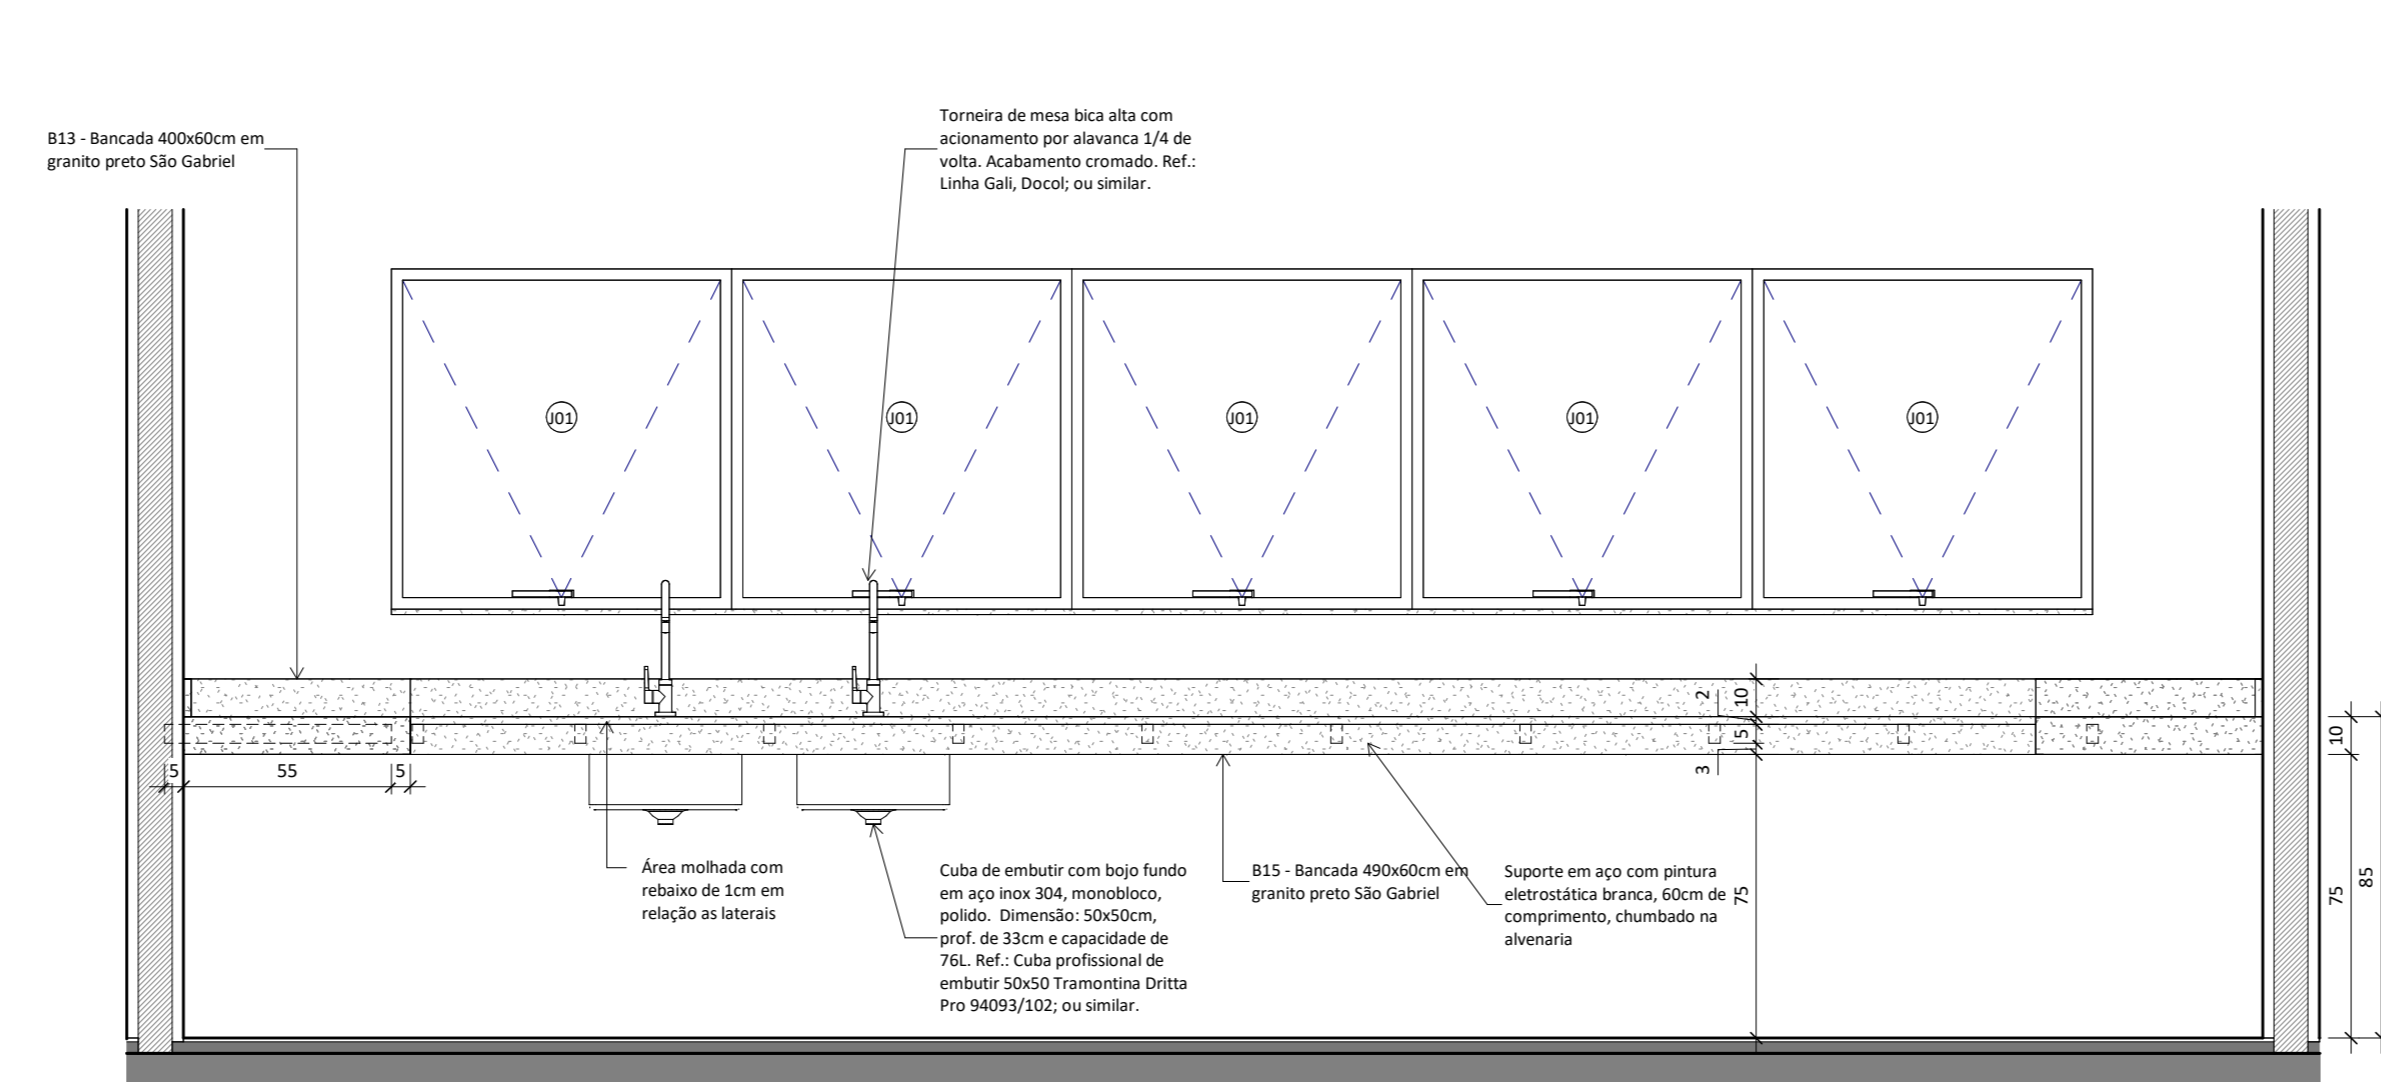 B13 - Bancada 400x60cm em
granito preto São Gabriel
Torneira de mesa bica alta com
acionamento por alavanca 1/4 de
volta. Acabamento cromado. Ref.:
Linha Gali, Docol; ou similar.
J01
J01
J01
J01
J01
2
10
5
3
10
5
55
5
75
75
85
Área molhada com
rebaixo de 1cm em
relação as laterais
Cuba de embutir com bojo fundo
em aço inox 304, monobloco,
polido. Dimensão: 50x50cm,
prof. de 33cm e capacidade de
76L. Ref.: Cuba profissional de
embutir 50x50 Tramontina Dritta
Pro 94093/102; ou similar.
B15 - Bancada 490x60cm em
granito preto São Gabriel
Suporte em aço com pintura
eletrostática branca, 60cm de
comprimento, chumbado na
alvenaria